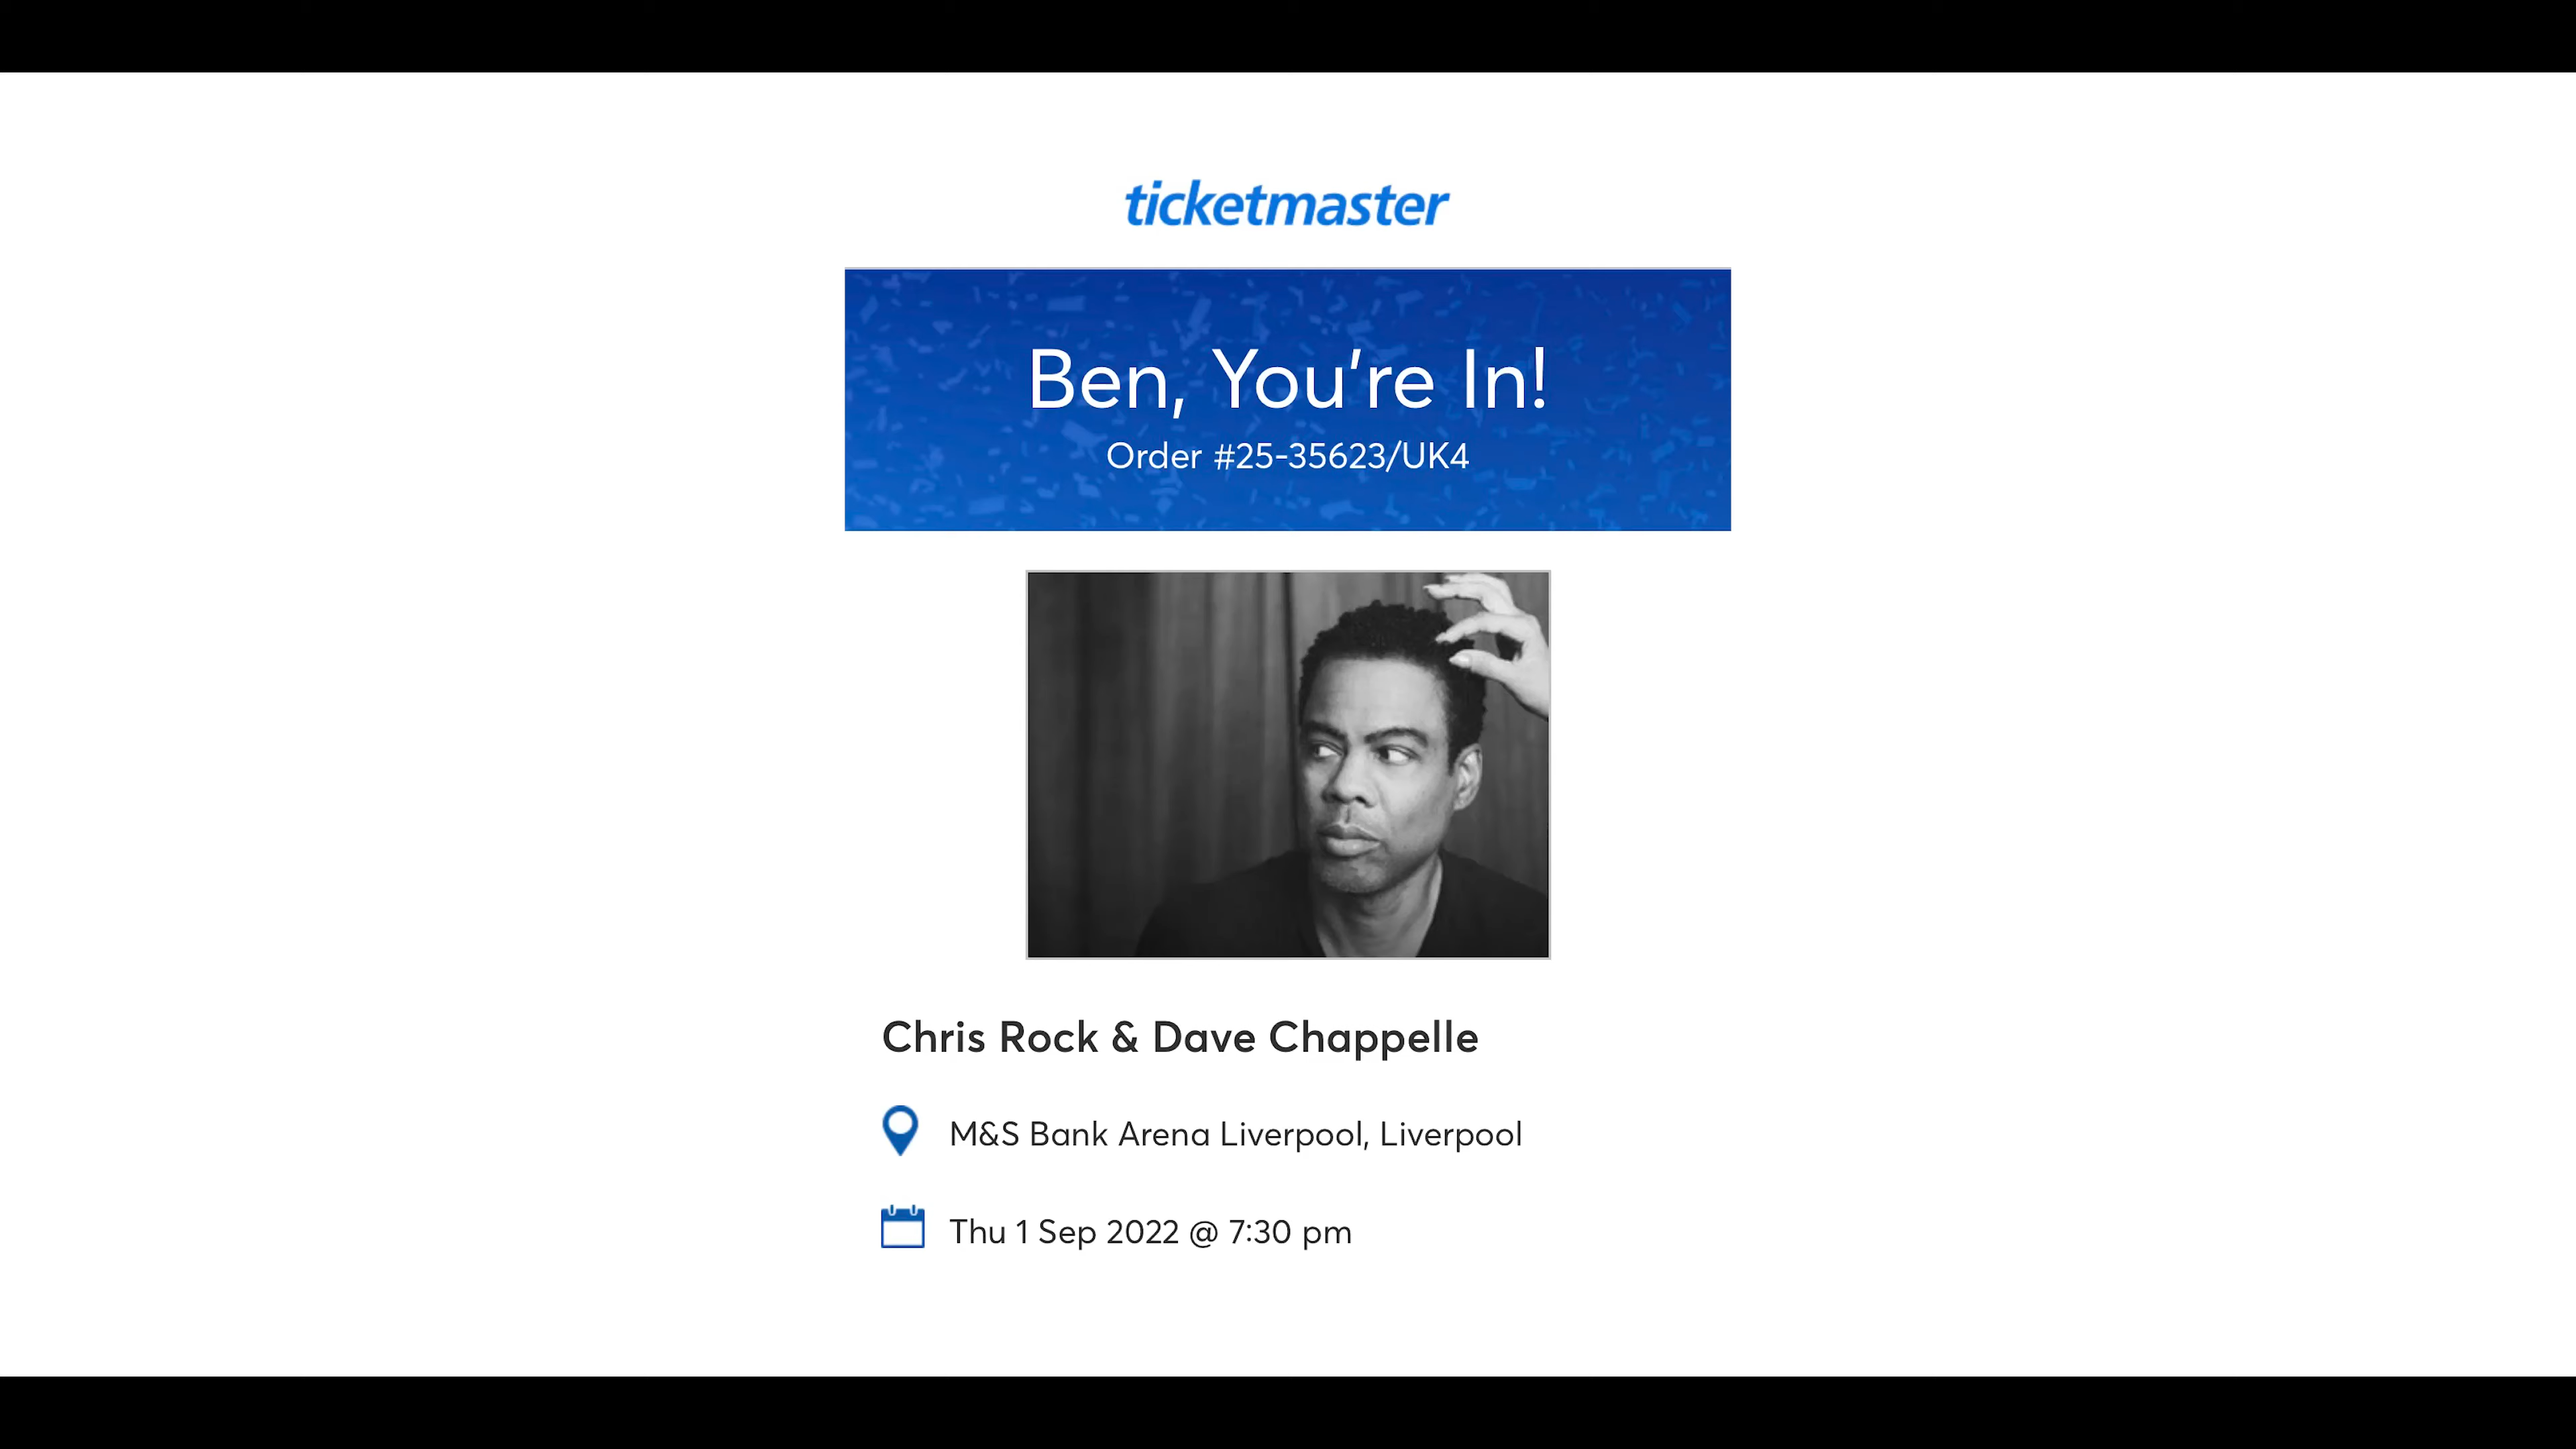 ticketmaster
Ben, You're In!
Order #25-35623/UK4
Chris Rock & Dave Chappelle
M&S Bank Arena Liverpool, Liverpool
Thu 1 Sep 2022 @ 7:30 pm